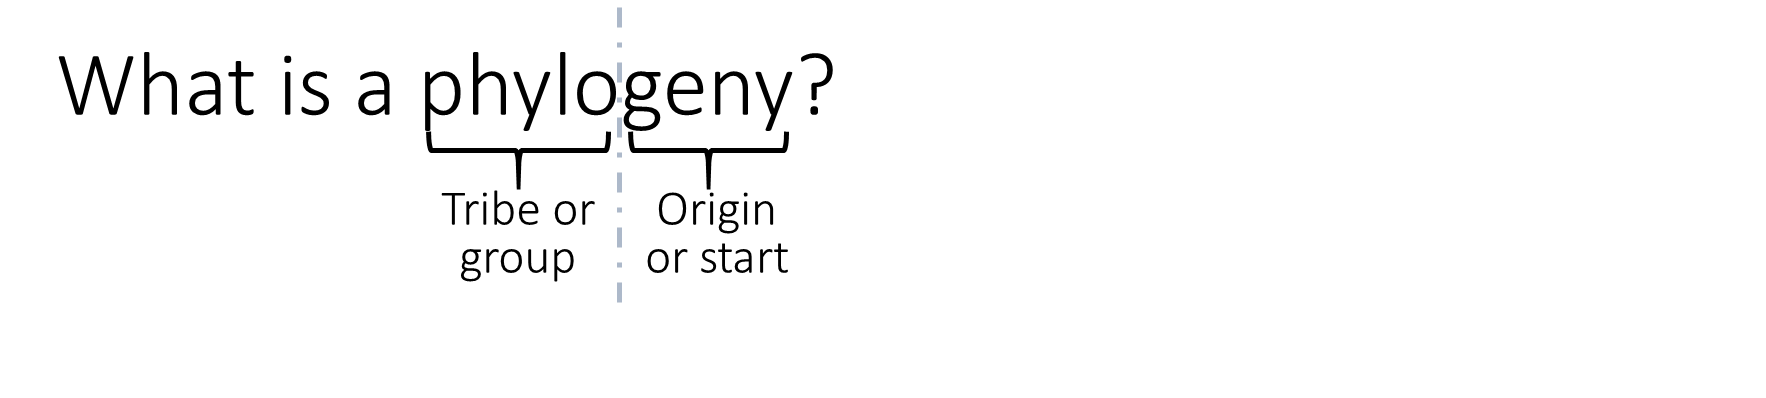 What is a phylogeny?
Tribe or
group
Origin
or start